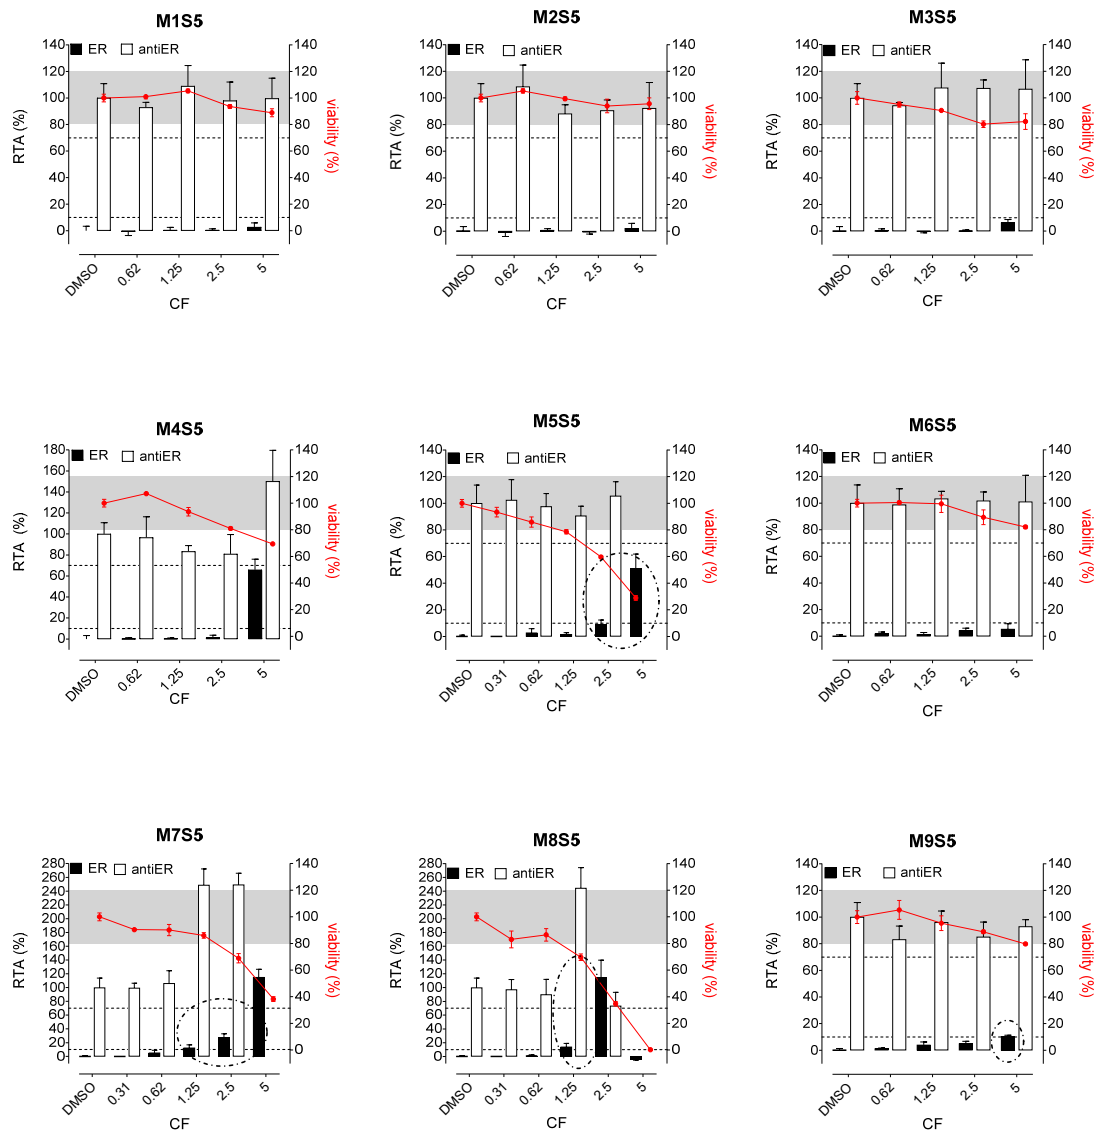 M1S5
M2S5
M3S5
ER antiER
ER antiER
ER antiER
140 120 100 80 60 40 20 0
RTA (%)
140 120 100 80 60 40 20 0
viability (%)
DMSO 0.62 1.25 2.5 5
CF
140 120 100 80 60 40 20 0
RTA (%)
140 120 100 80 60 40 20 0
viability (%)
DMSO 0.62 1.25 2.5 5
CF
140 120 100 80 60 40 20 0
RTA (%)
140 120 100 80 60 40 20 0
viability (%)
DMSO 0.62 1.25 2.5 5
CF
M4S5
M5S5
M6S5
ER antiER
ER antiER
ER antiER
180 160 140 120 100 80 60 40 20 0
RTA (%)
140 120 100 80 60 40 20 0
viability (%)
DMSO 0.62 1.25 2.5 5
CF
140 120 100 80 60 40 20 0
RTA (%)
140 120 100 80 60 40 20 0
viability (%)
DMSO 0.31 0.62 1.25 2.5 5
CF
140 120 100 80 60 40 20 0
RTA (%)
140 120 100 80 60 40 20 0
viability (%)
DMSO 0.62 1.25 2.5 5
CF
M7S5
M8S5
M9S5
ER antiER
ER antiER
ER antiER
280 260 240 220 200 180 160 140 120 100 80 60 40 20 0
RTA (%)
140 120 100 80 60 40 20 0
viability (%)
DMSO 0.31 0.62 1.25 2.5 5
CF
280 260 240 220 200 180 160 140 120 100 80 60 40 20 0
RTA (%)
140 120 100 80 60 40 20 0
viability (%)
DMSO 0.31 0.62 1.25 2.5 5
CF
140 120 100 80 60 40 20 0
RTA (%)
140 120 100 80 60 40 20 0
viability (%)
DMSO 0.62 1.25 2.5 5
CF